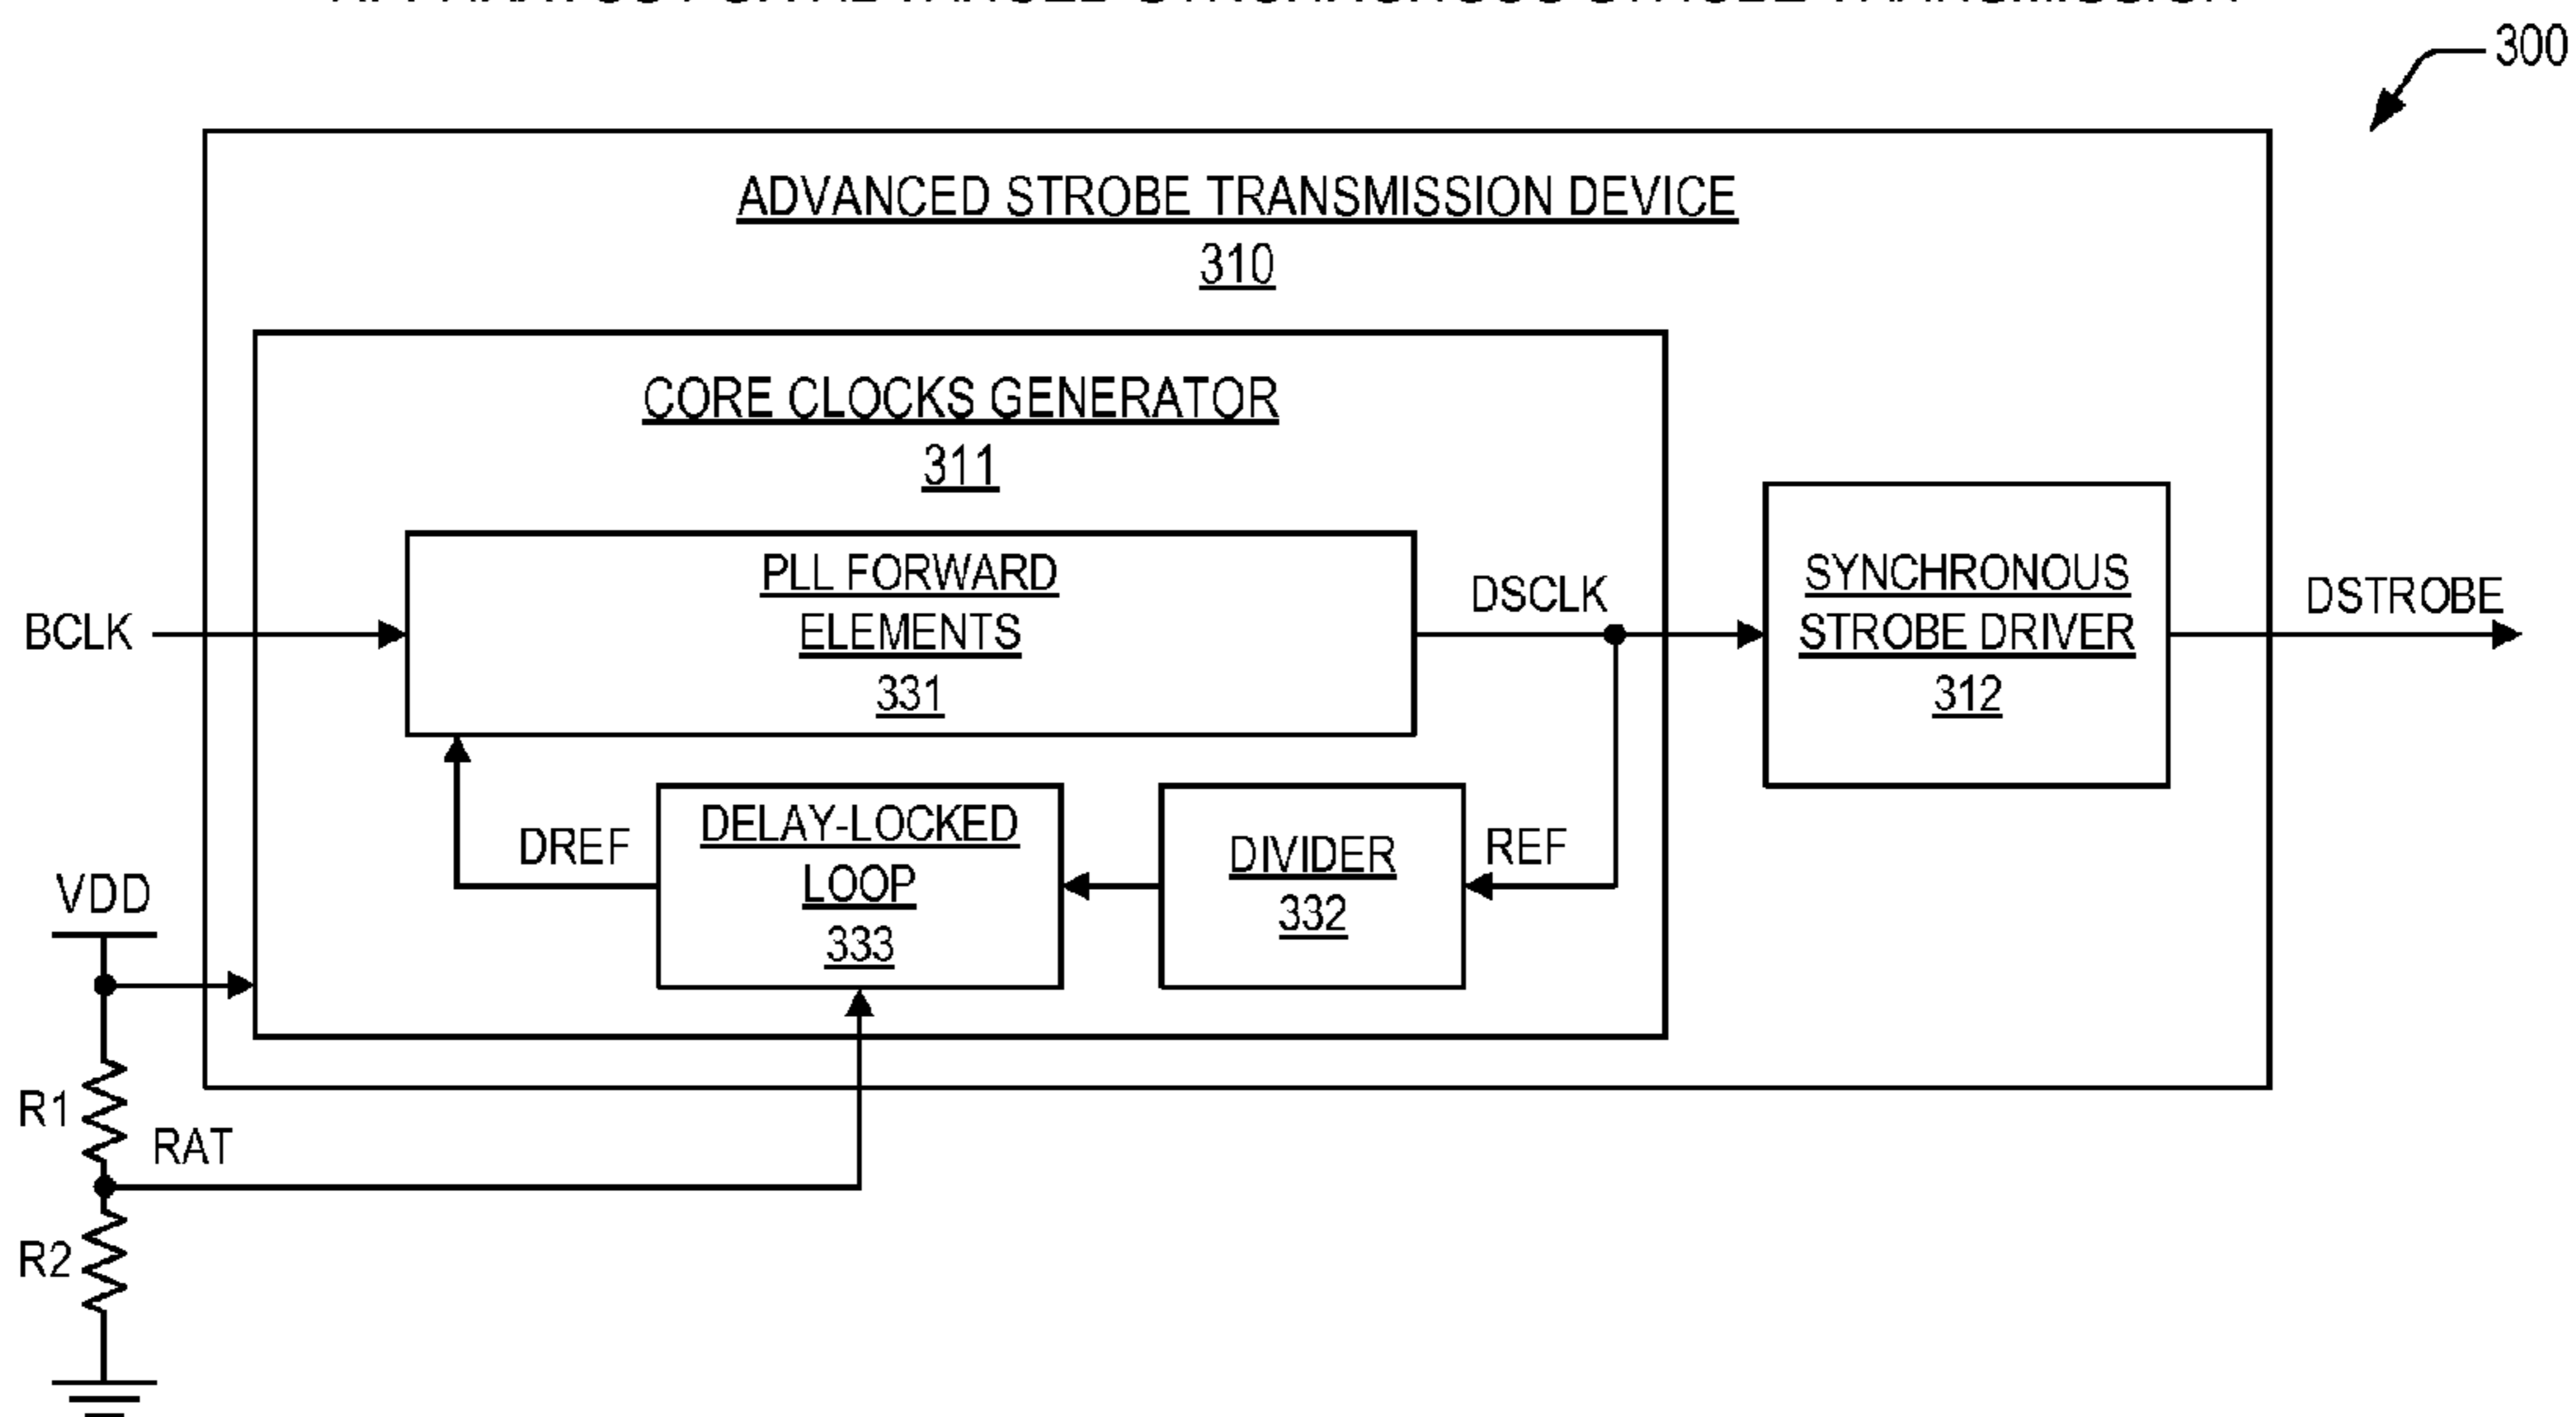 300
ADVANCED STROBE TRANSMISSION DEVICE
310
CORE CLOCKS GENERATOR
311
PLL FORWARD
ELEMENTS
331
BCLK
DSCLK
SYNCHRONOUS
STROBE DRIVER
312
DSTROBE
DREF
DELAY-LOCKED
LOOP
333
DIVIDER
332
REF
VDD
R1
RAT
R2